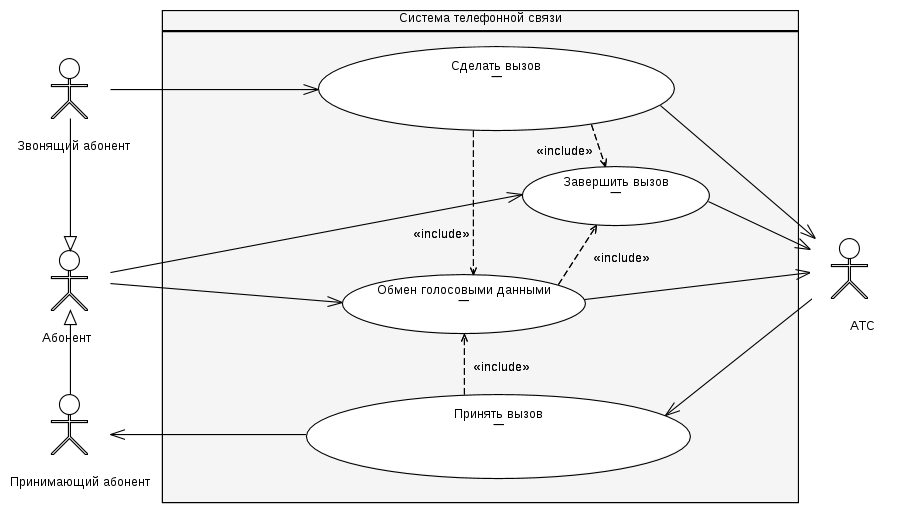 Система телефонной связи
Сделать вызов
Звонящий абонент
«include»
Завершить вызов
«include»
«include»
Обмен голосовыми данными
АТС
Абонент
«include»
Принять вызов
Принимающий абонент